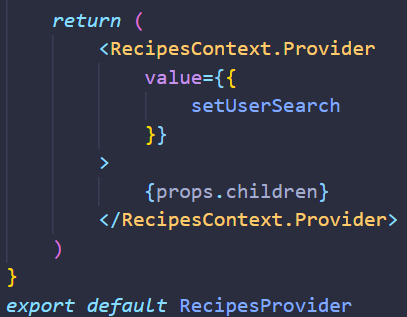 return (
<RecipesContext.Provider
value={{
setUserSearch
}}
>
{props.children}
</RecipesContext.Provider>
)
}
export default RecipesProvider